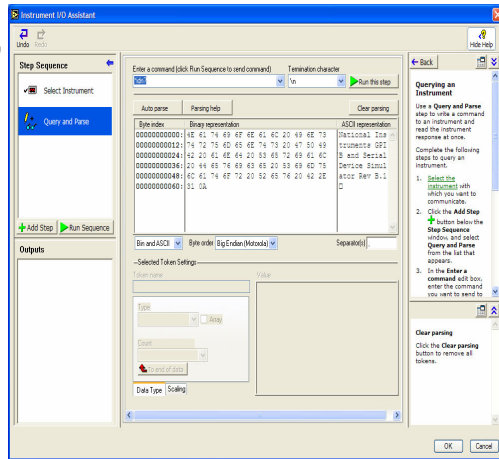 Instrument I/O Assistant
Undo
Redo
Hide Help
Step Sequence
Select Instrument
Query and Parse
Add Step
Run Sequence
Outputs
Enter a command (click Run Sequence to send command)
Termination character
*idn?
\n
Run this step
Auto parse
Parsing help
Clear parsing
Byte index
Binary representation
ASCII representation
00000000000: 4E 61 74 69 6F 6E 61 6C 20 49 6E 73 National Ins
00000000012: 74 72 75 6D 65 6E 74 73 20 47 50 49 truments GPI
00000000024: 42 20 61 6E 64 20 53 65 72 69 61 6C B and Serial
00000000036: 20 44 65 76 69 63 65 20 53 69 6D 75 Device Simul
00000000048: 6C 61 74 6F 72 20 52 65 76 20 42 2E ator Rev B.1
00000000060: 31 0A
Bin and ASCII
Byte order
Big Endian (Motorola)
Separator(s)
,
Selected Token Settings
Token name
Value
Type
Array
Count
To end of data
Data Type
Scaling
Back
Querying an
Instrument
Use a Query and Parse
step to write a command
to an instrument and
read the instrument
response at once.
Complete the following
steps to query an
instrument.
1. Select the
instrument with
which you want to
communicate.
2. Click the Add Step
button below the
Step Sequence
window, and select
Query and Parse
from the list that
appears.
3. In the Enter a
command edit box,
enter the command
you want to send to
Clear parsing
Click the Clear parsing
button to remove all
tokens.
OK
Cancel